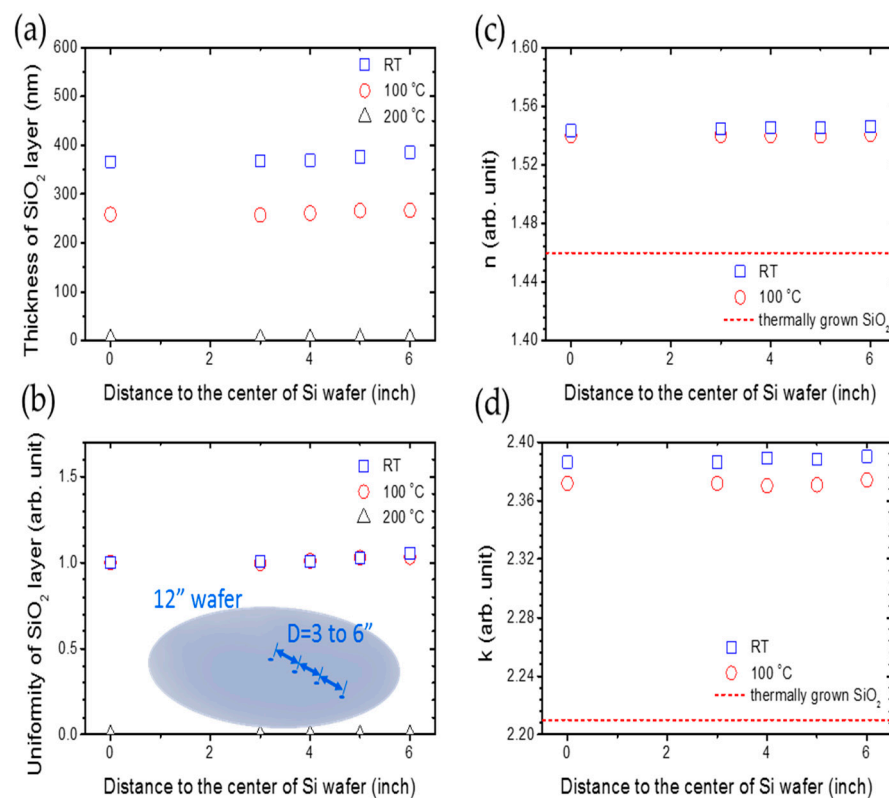 (a)
600
500
400
300
200
100
0
Thickness of SiO₂ layer (nm)
RT
100 °C
200 °C
0 2 4 6
Distance to the center of Si wafer (inch)
(c)
1.60
1.56
1.52
1.48
1.44
1.40
n (arb. unit)
RT
100 °C
thermally grown SiO₂
0 2 4 6
Distance to the center of Si wafer (inch)
(b)
1.5
1.0
0.5
0.0
Uniformity of SiO₂ layer (arb. unit)
RT
100 °C
200 °C
12” wafer
D=3 to 6”
0 2 4 6
Distance to the center of Si wafer (inch)
(d)
2.40
2.36
2.32
2.28
2.24
2.20
k (arb. unit)
RT
100 °C
thermally grown SiO₂
0 2 4 6
Distance to the center of Si wafer (inch)